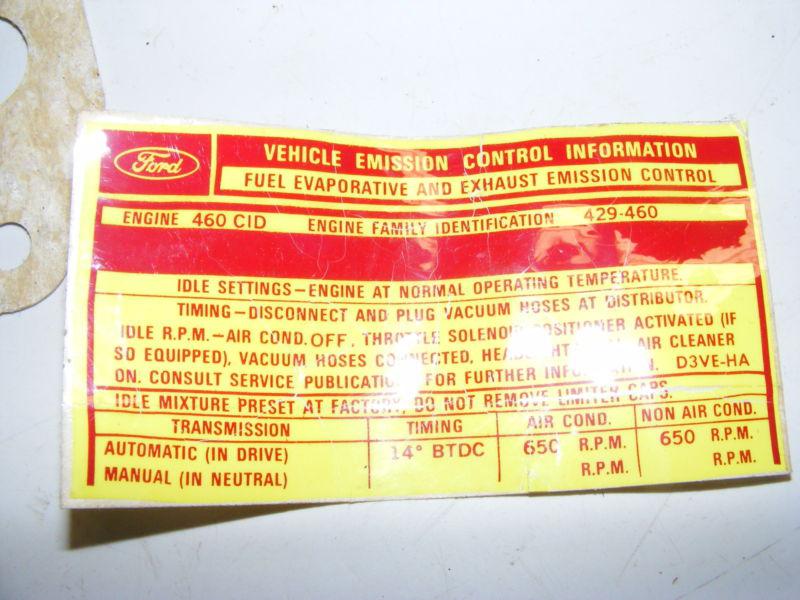 Ford
VEHICLE EMISSION CONTROL INFORMATION
FUEL EVAPORATIVE AND EXHAUST EMISSION CONTROL
ENGINE 460 CID ENGINE FAMILY IDENTIFICATION 429-460
IDLE SETTINGS—ENGINE AT NORMAL OPERATING TEMPERATURE.
TIMING—DISCONNECT AND PLUG VACUUM HOSES AT DISTRIBUTOR.
IDLE R.P.M.—AIR COND. OFF, THROTTLE SOLENOID POSITIONER ACTIVATED (IF
SO EQUIPPED), VACUUM HOSES CONNECTED, AIR CLEANER
ON. CONSULT SERVICE PUBLICATIONS FOR FURTHER INFORMATION. D3VE-HA
IDLE MIXTURE PRESET AT FACTORY, DO NOT REMOVE LIMITER CAPS.
TRANSMISSION TIMING AIR COND. NON AIR COND.
AUTOMATIC (IN DRIVE) 14° BTDC 650 R.P.M. 650 R.P.M.
MANUAL (IN NEUTRAL) R.P.M. R.P.M.